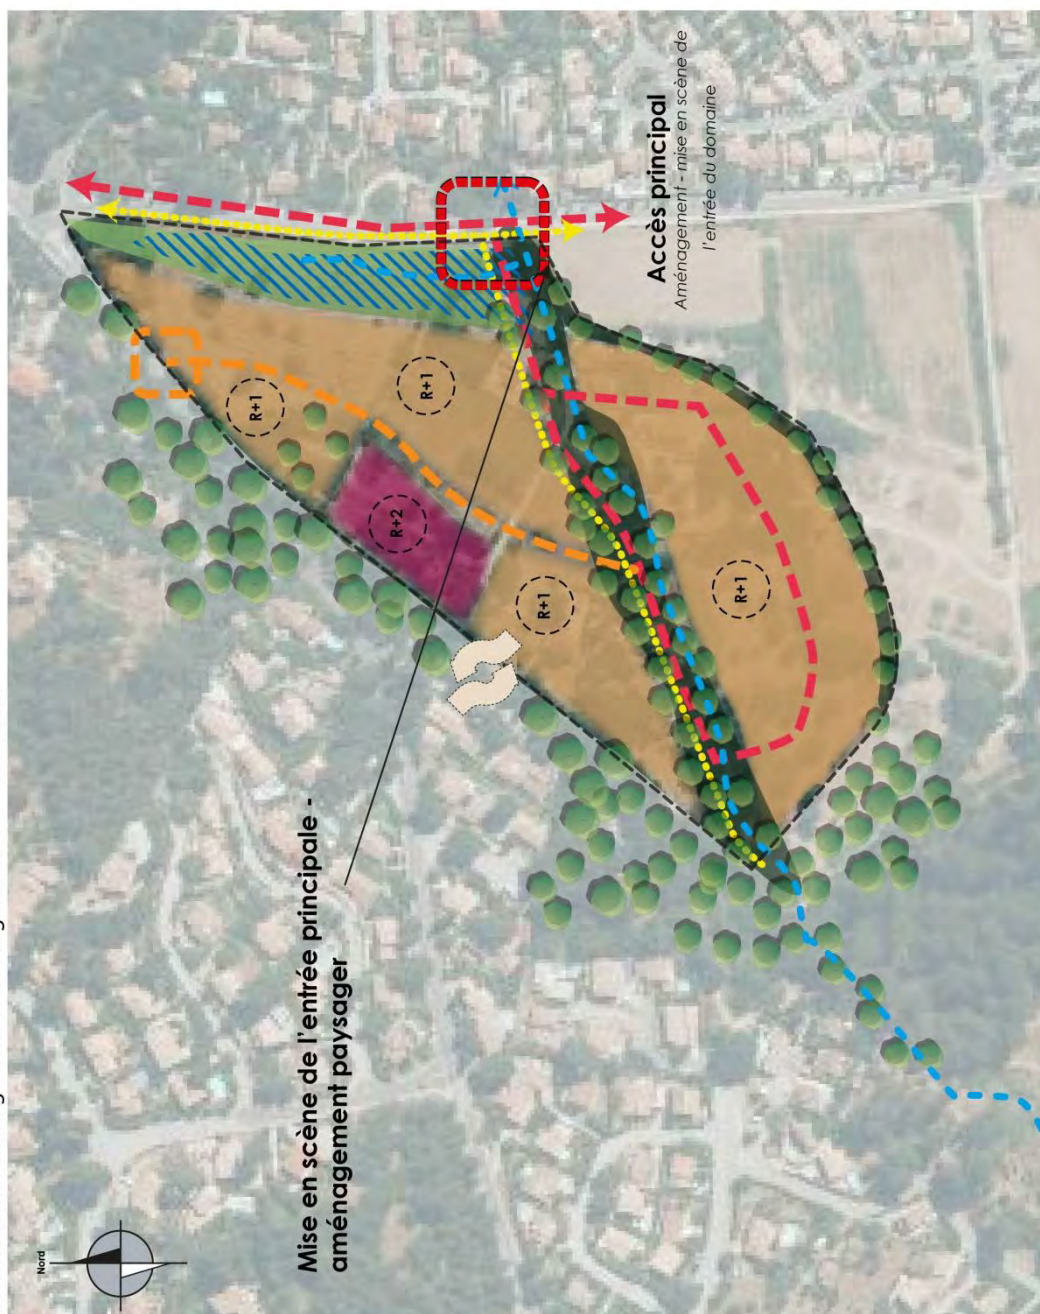 Nord
Mise en scène de l'entrée principale -
aménagement paysager
R+1
R+1
R+2
R+1
R+1
Accès principal
Aménagement - mise en scène de
l'entrée du domaine